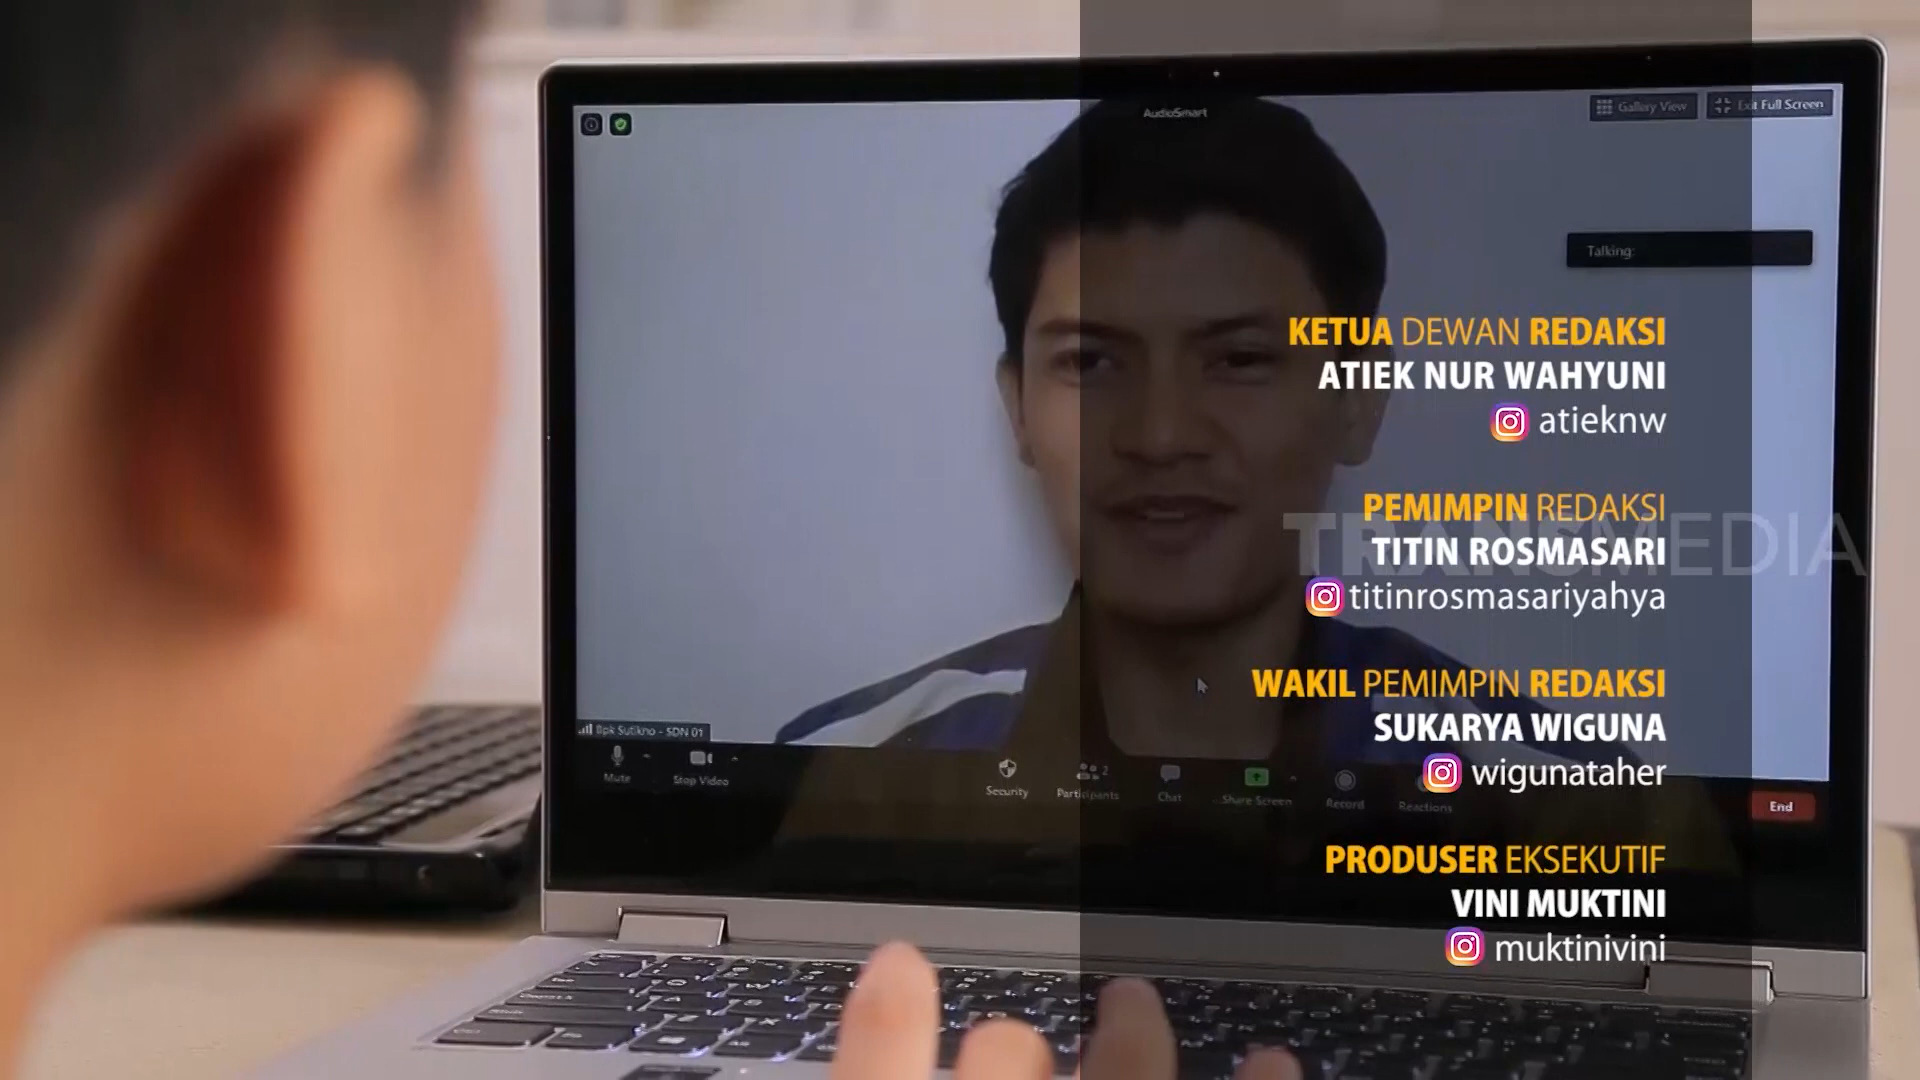 AudioSmart
Gallery View
Exit Full Screen
Talking:
KETUA DEWAN REDAKSI
ATIEK NUR WAHYUNI
atieknw
PEMIMPIN REDAKSI
TRANSMEDIA
TITIN ROSMASARI
titinrosmasariyahya
WAKIL PEMIMPIN REDAKSI
SUKARYA WIGUNA
wigunataher
Bpk Sutikno - SDN 01
Mute
Stop Video
Security
Participants
2
Chat
Share Screen
Record
Reactions
End
PRODUSER EKSEKUTIF
VINI MUKTINI
muktinivini